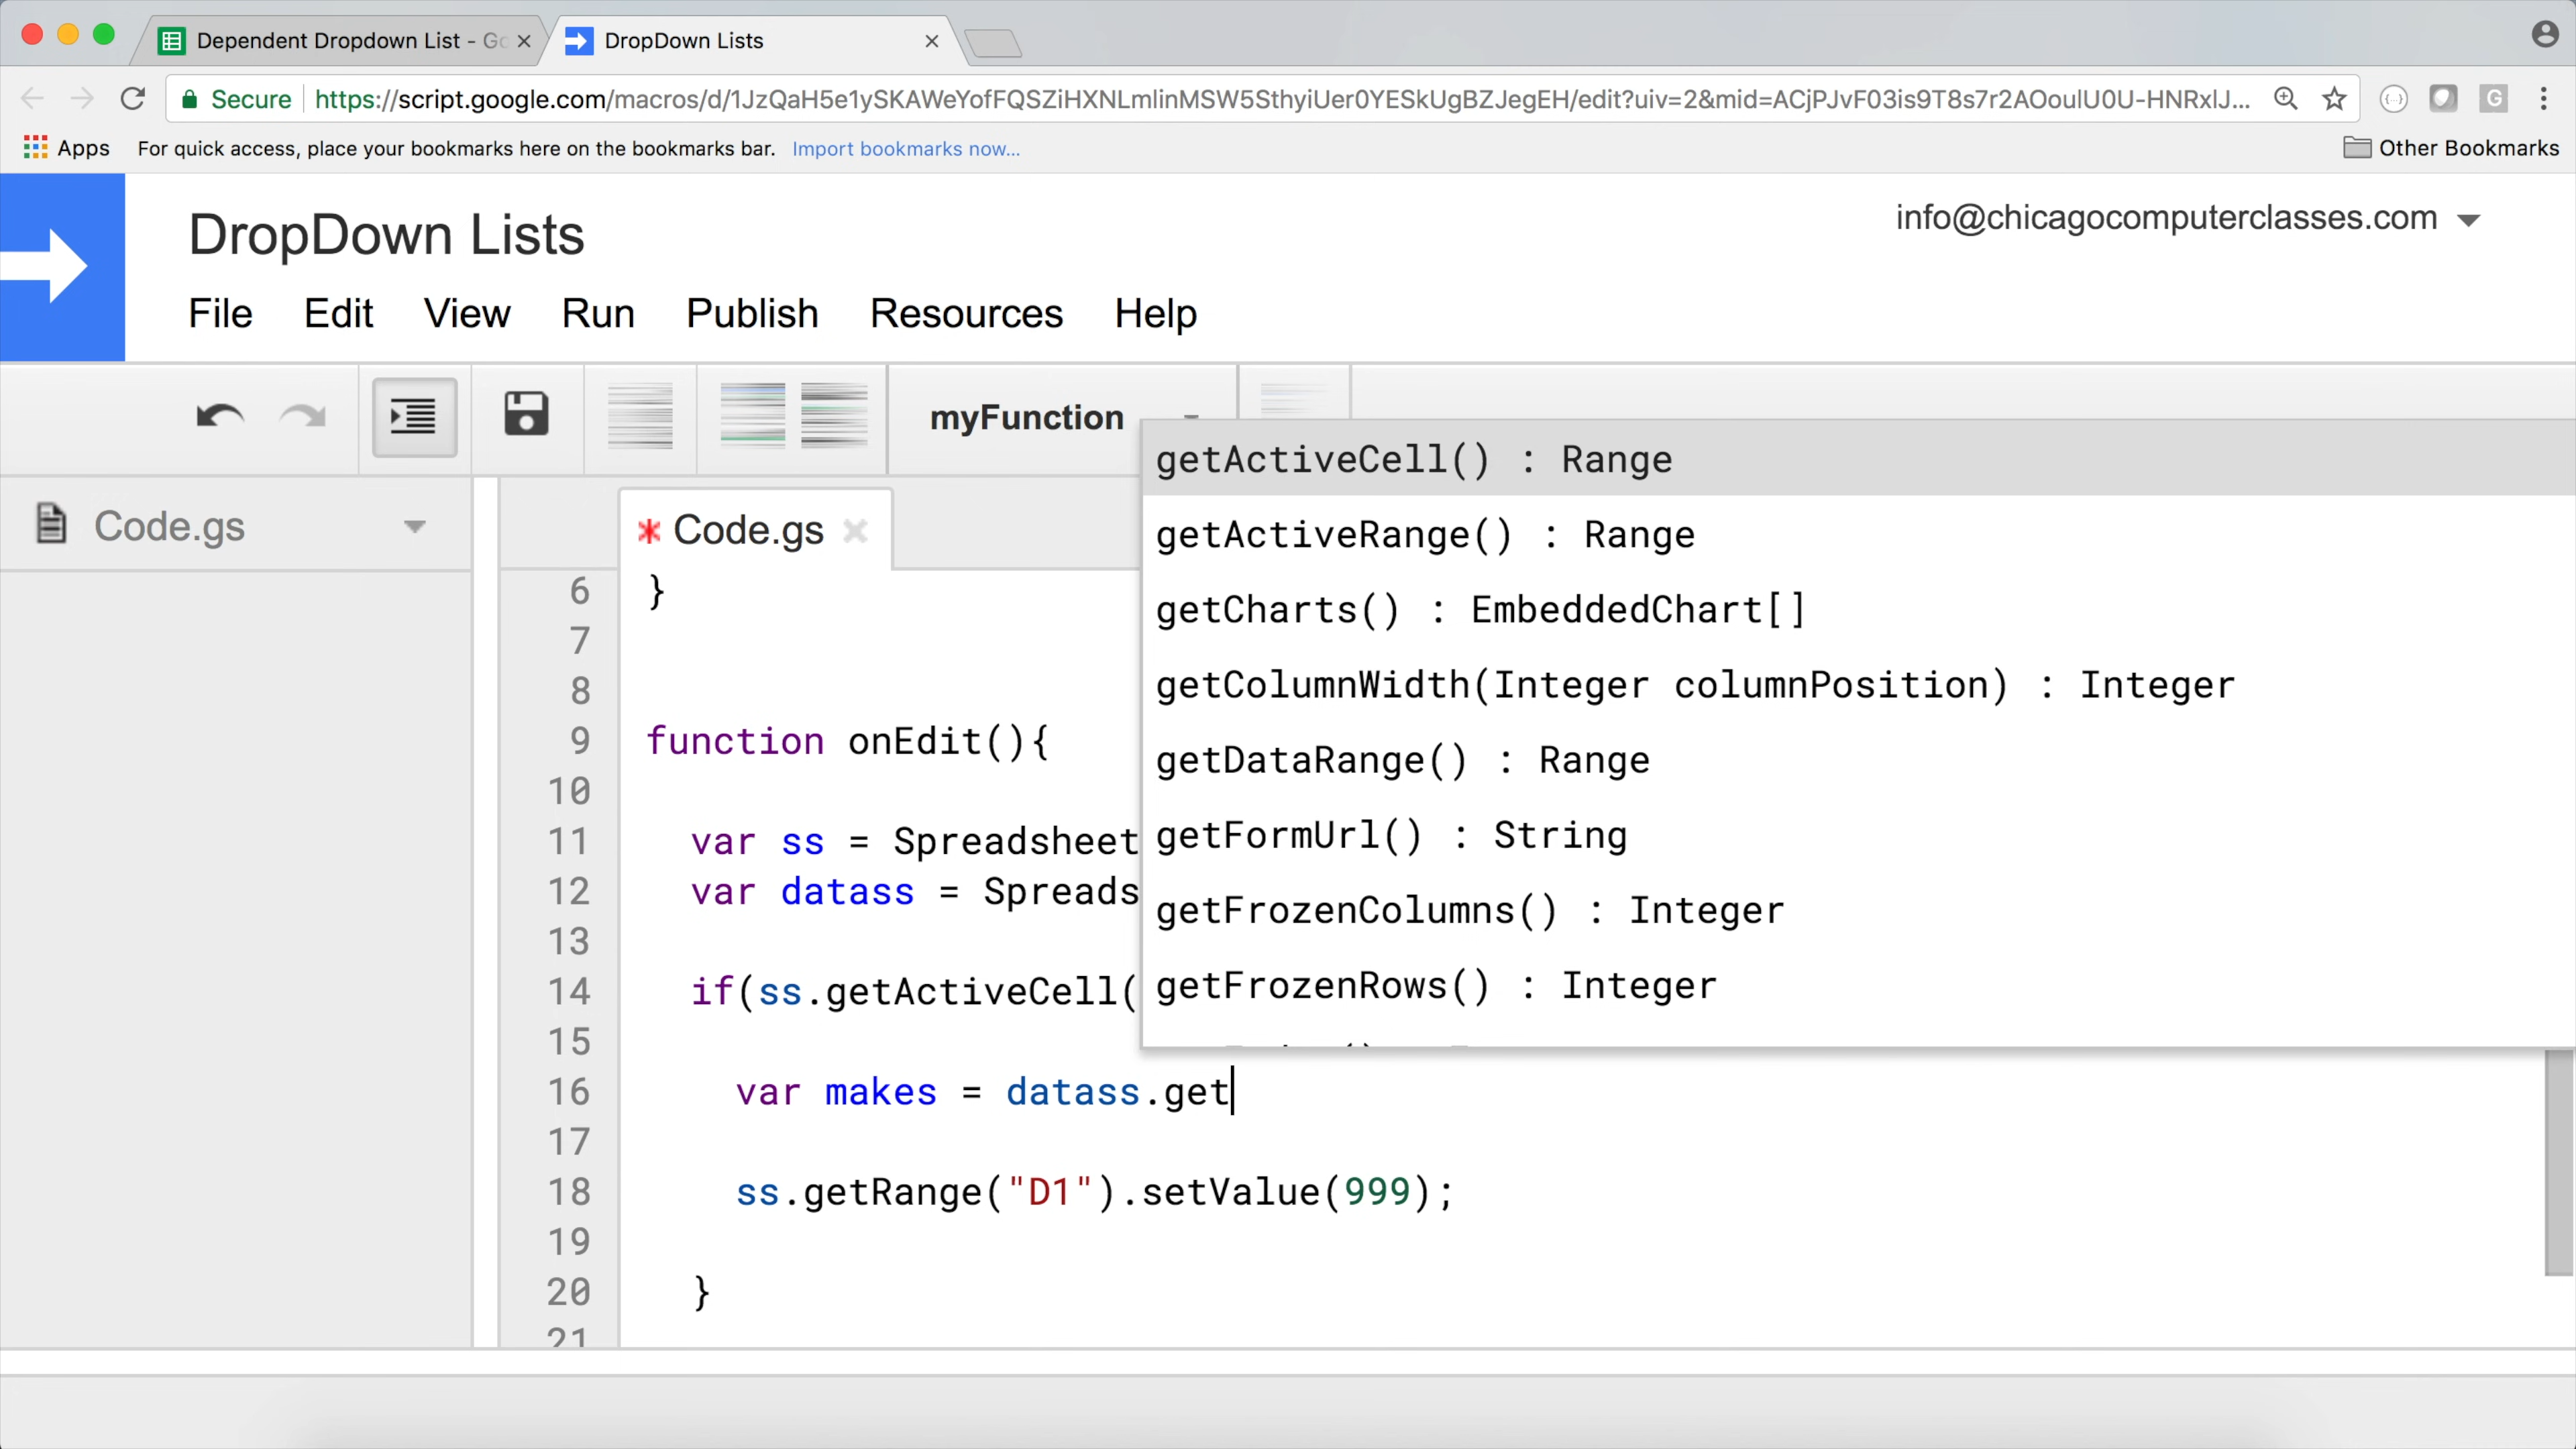 Dependent Dropdown List - Go
DropDown Lists
Secure https://script.google.com/macros/d/1JzQaH5e1ySKAWeYofFQSZiHXNLmlinMSW5SthyiUer0YESkUgBZJegEH/edit?uiv=2&mid=ACjPJvF03is9T8s7r2AOoulU0U-HNRxlJ...
Apps For quick access, place your bookmarks here on the bookmarks bar. Import bookmarks now... Other Bookmarks
DropDown Lists
info@chicagocomputerclasses.com
File Edit View Run Publish Resources Help
myFunction
Code.gs
* Code.gs
getActiveCell() : Range
getActiveRange() : Range
getCharts() : EmbeddedChart[]
getColumnWidth(Integer columnPosition) : Integer
getDataRange() : Range
getFormUrl() : String
getFrozenColumns() : Integer
getFrozenRows() : Integer
6 }
7
8
9 function onEdit(){
10
11 var ss = Spreadsheet
12 var datass = Spreads
13
14 if(ss.getActiveCell(
15
16 var makes = datass.get
17
18 ss.getRange("D1").setValue(999);
19
20 }
21